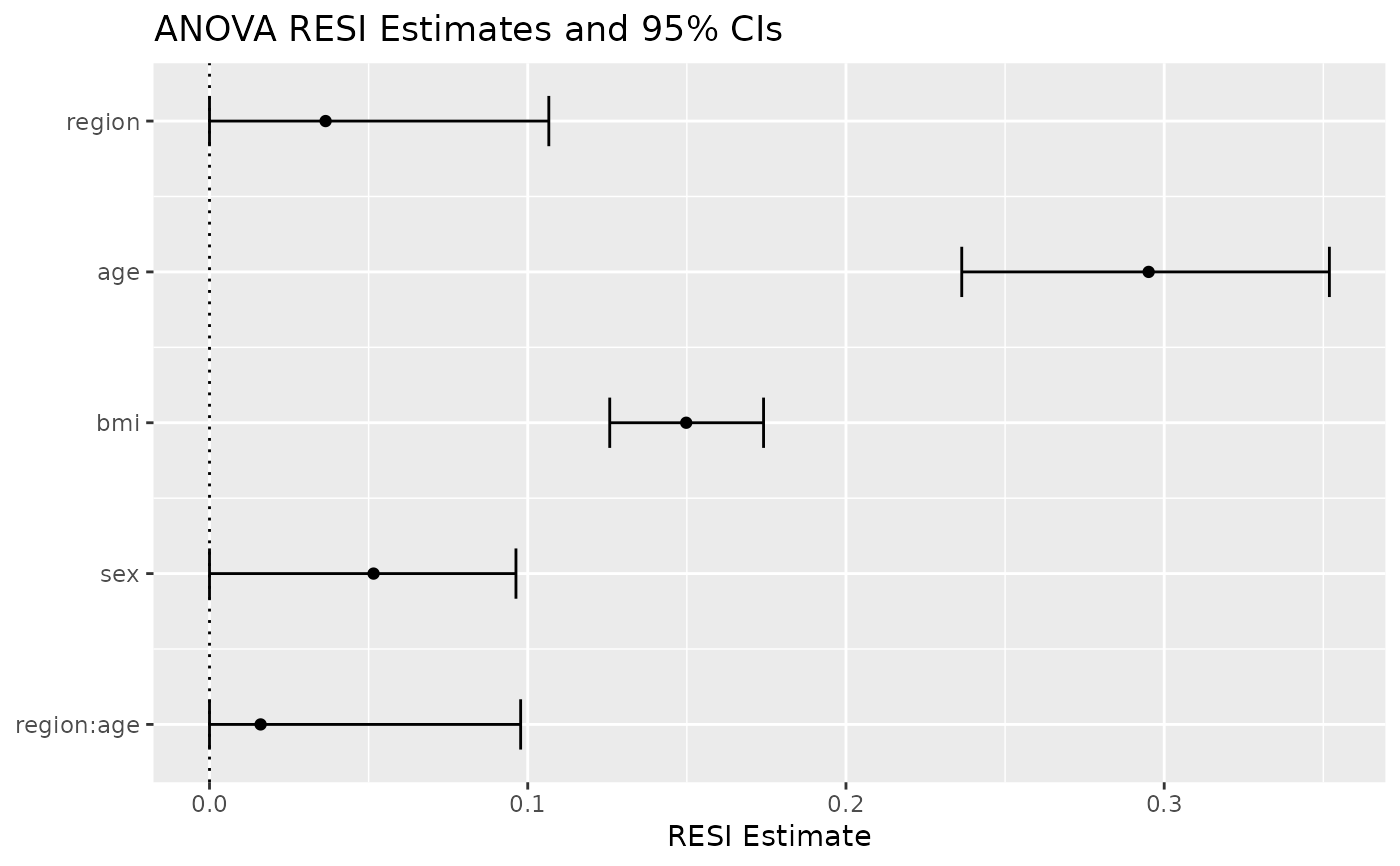 ANOVA RESI Estimates and 95% CIs
region
age
bmi
sex
region:age
0.0 0.1 0.2 0.3
RESI Estimate